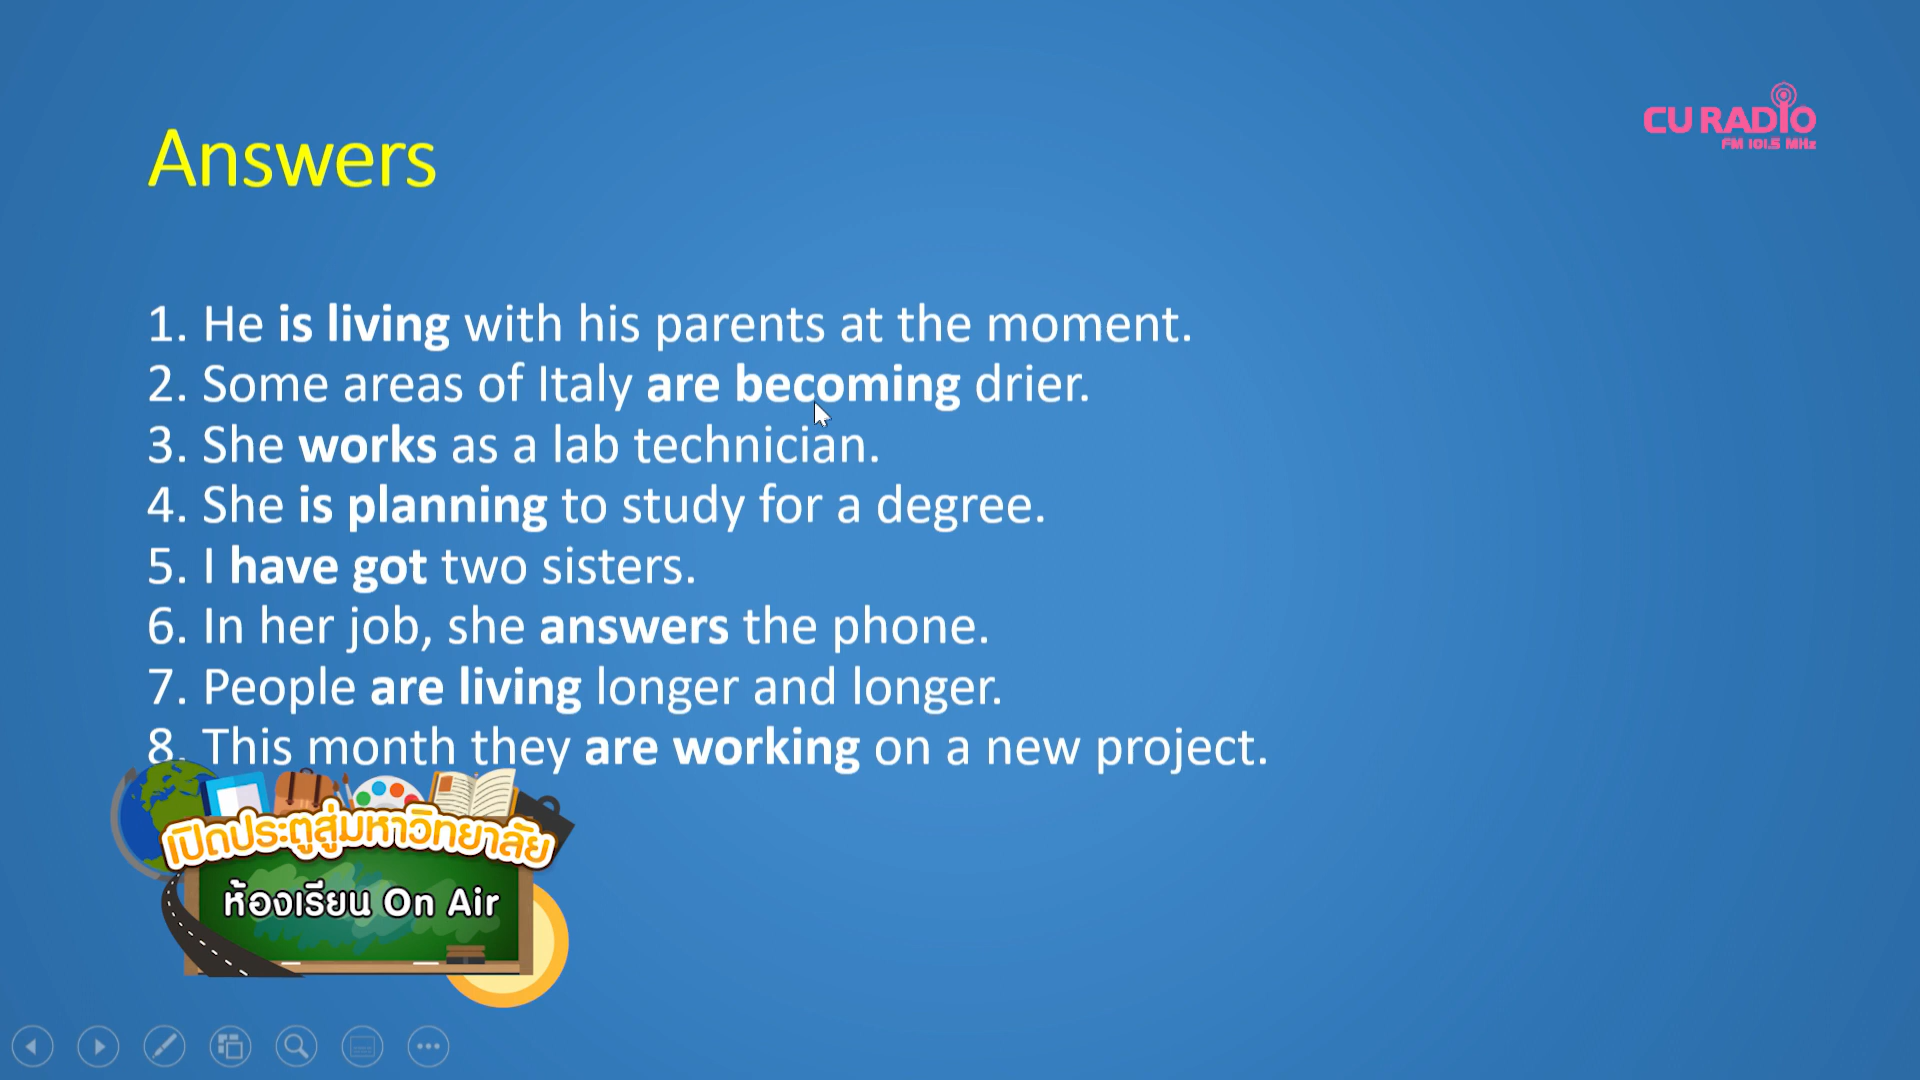 CU RADIO
FM 101.5 MHz
Answers
1. He is living with his parents at the moment.
2. Some areas of Italy are becoming drier.
3. She works as a lab technician.
4. She is planning to study for a degree.
5. I have got two sisters.
6. In her job, she answers the phone.
7. People are living longer and longer.
8. This month they are working on a new project.
เปิดประตูสู่มหาวิทยาลัย
ห้องเรียน On Air